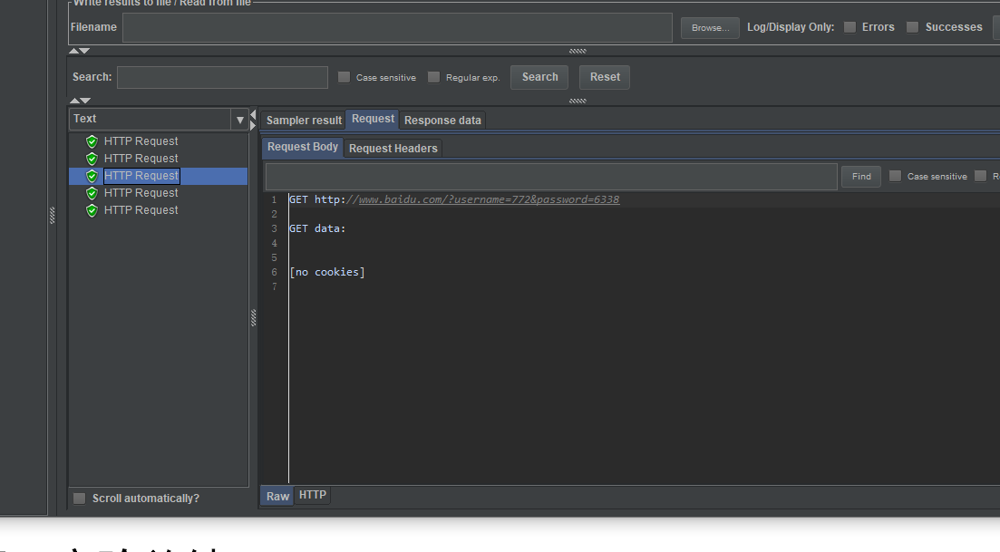 Write results to file / Read from file
Filename Browse... Log/Display Only: Errors Successes
Search: Case sensitive Regular exp. Search Reset
Text
HTTP Request
HTTP Request
HTTP Request
HTTP Request
HTTP Request
Scroll automatically?
Sampler result Request Response data
Request Body Request Headers
Find Case sensitive
1 GET http://www.baidu.com/?username=772&password=6338
2
3 GET data:
4
5
6 [no cookies]
7
Raw HTTP